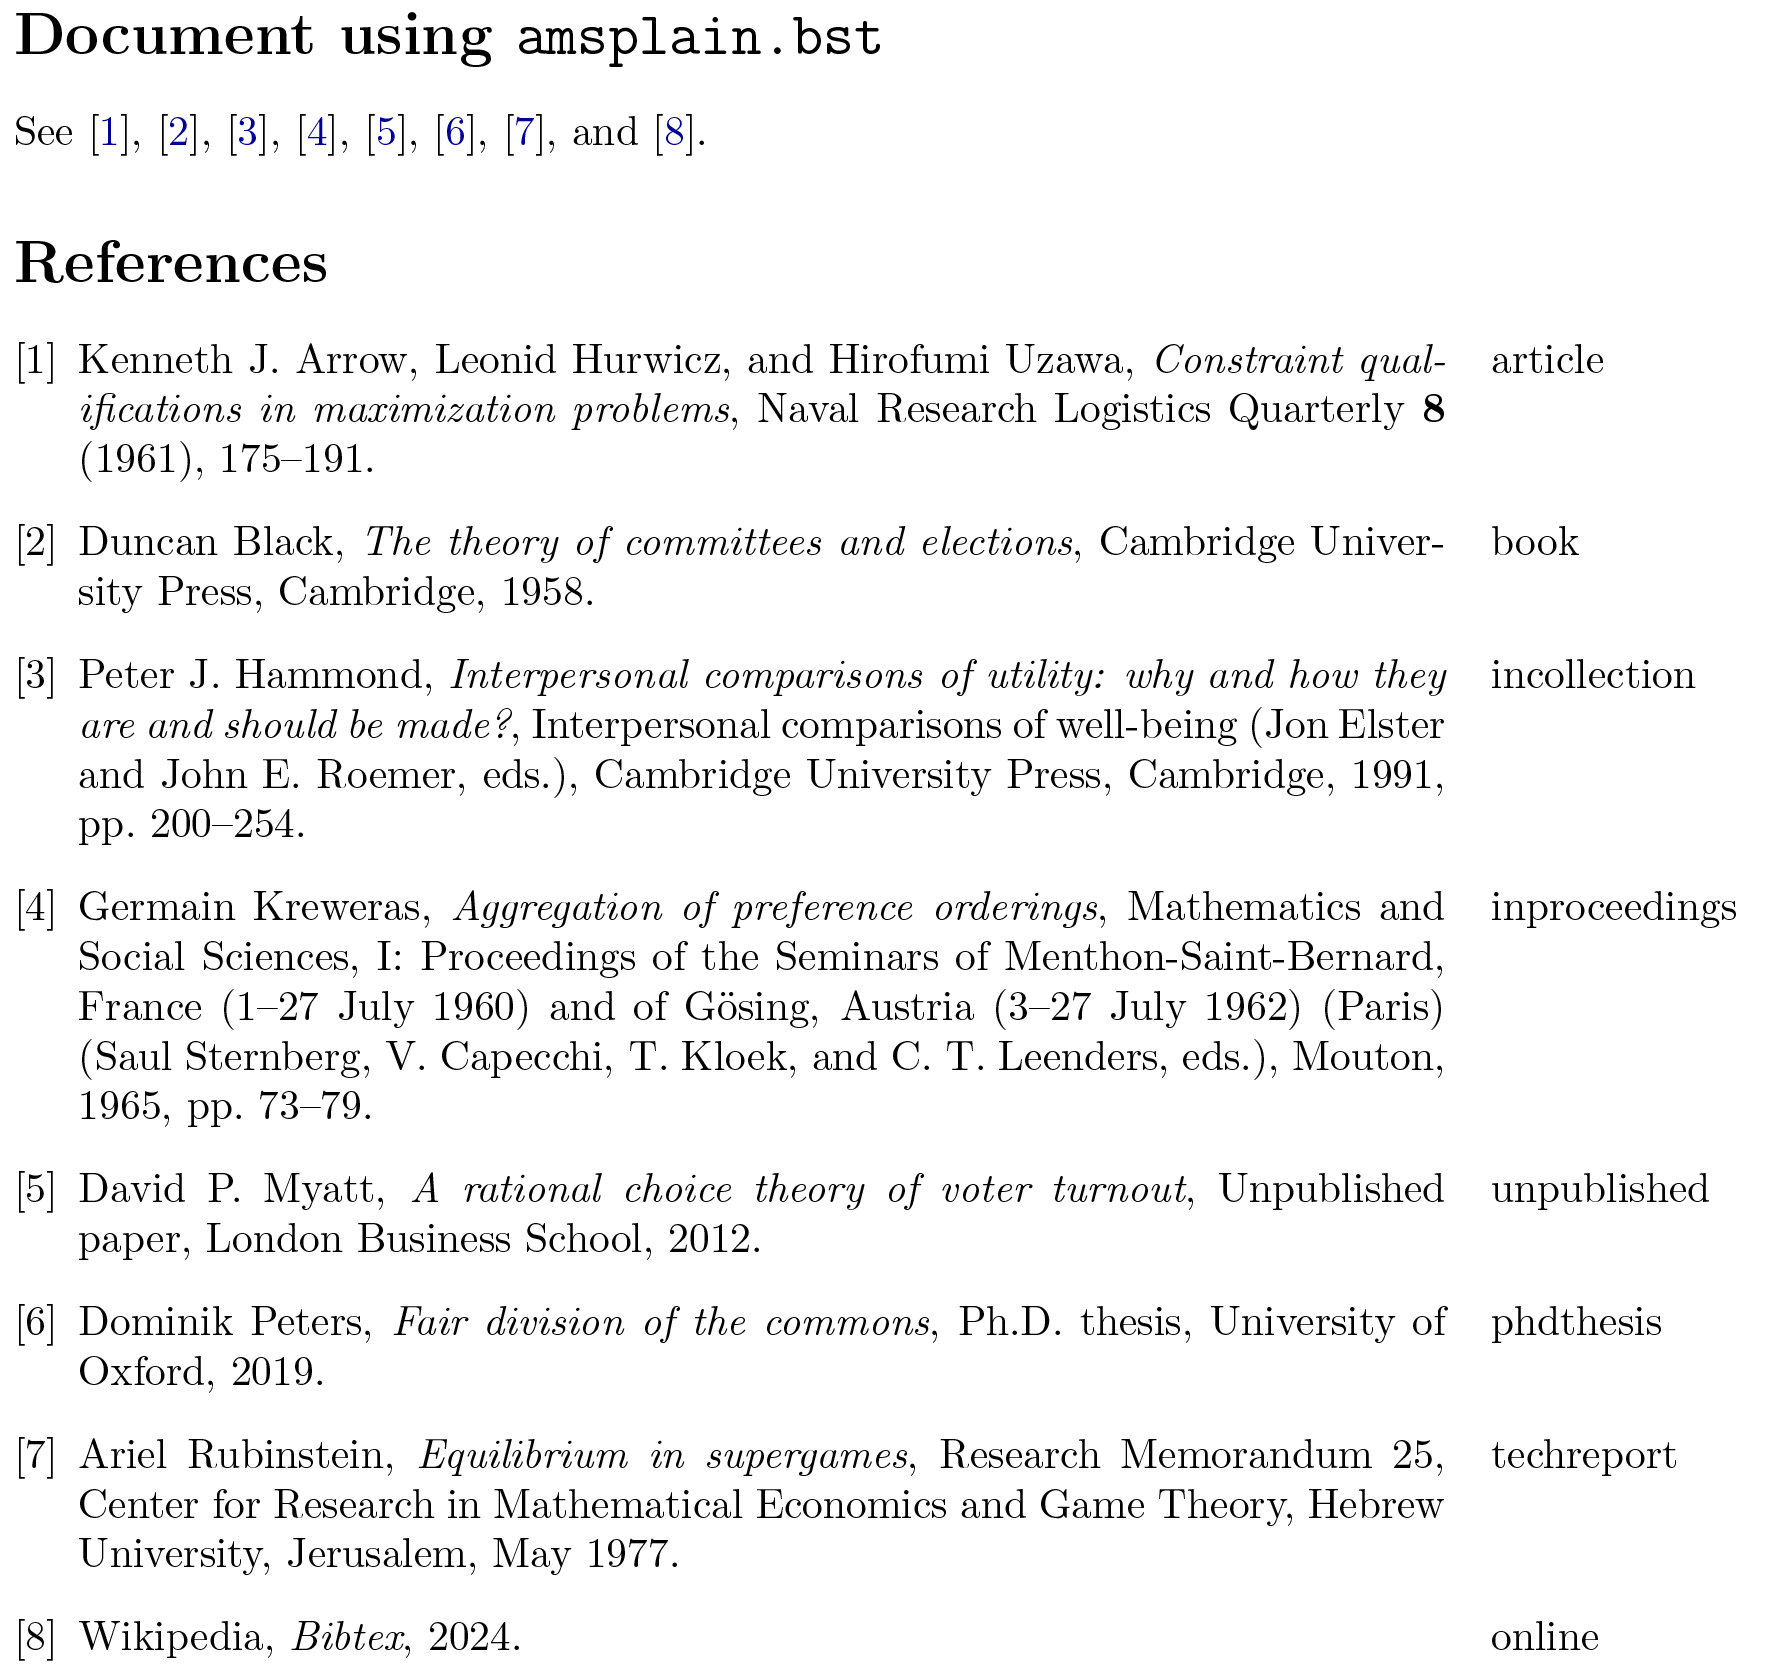 Document using amsplain.bst
See [1], [2], [3], [4], [5], [6], [7], and [8].
References
[1] Kenneth J. Arrow, Leonid Hurwicz, and Hirofumi Uzawa, Constraint qual- article
ifications in maximization problems, Naval Research Logistics Quarterly 8
(1961), 175–191.
[2] Duncan Black, The theory of committees and elections, Cambridge Univer- book
sity Press, Cambridge, 1958.
[3] Peter J. Hammond, Interpersonal comparisons of utility: why and how they incollection
are and should be made?, Interpersonal comparisons of well-being (Jon Elster
and John E. Roemer, eds.), Cambridge University Press, Cambridge, 1991,
pp. 200–254.
[4] Germain Kreweras, Aggregation of preference orderings, Mathematics and inproceedings
Social Sciences, I: Proceedings of the Seminars of Menthon-Saint-Bernard,
France (1–27 July 1960) and of Gösing, Austria (3–27 July 1962) (Paris)
(Saul Sternberg, V. Capecchi, T. Kloek, and C. T. Leenders, eds.), Mouton,
1965, pp. 73–79.
[5] David P. Myatt, A rational choice theory of voter turnout, Unpublished unpublished
paper, London Business School, 2012.
[6] Dominik Peters, Fair division of the commons, Ph.D. thesis, University of phdthesis
Oxford, 2019.
[7] Ariel Rubinstein, Equilibrium in supergames, Research Memorandum 25, techreport
Center for Research in Mathematical Economics and Game Theory, Hebrew
University, Jerusalem, May 1977.
[8] Wikipedia, Bibtex, 2024. online